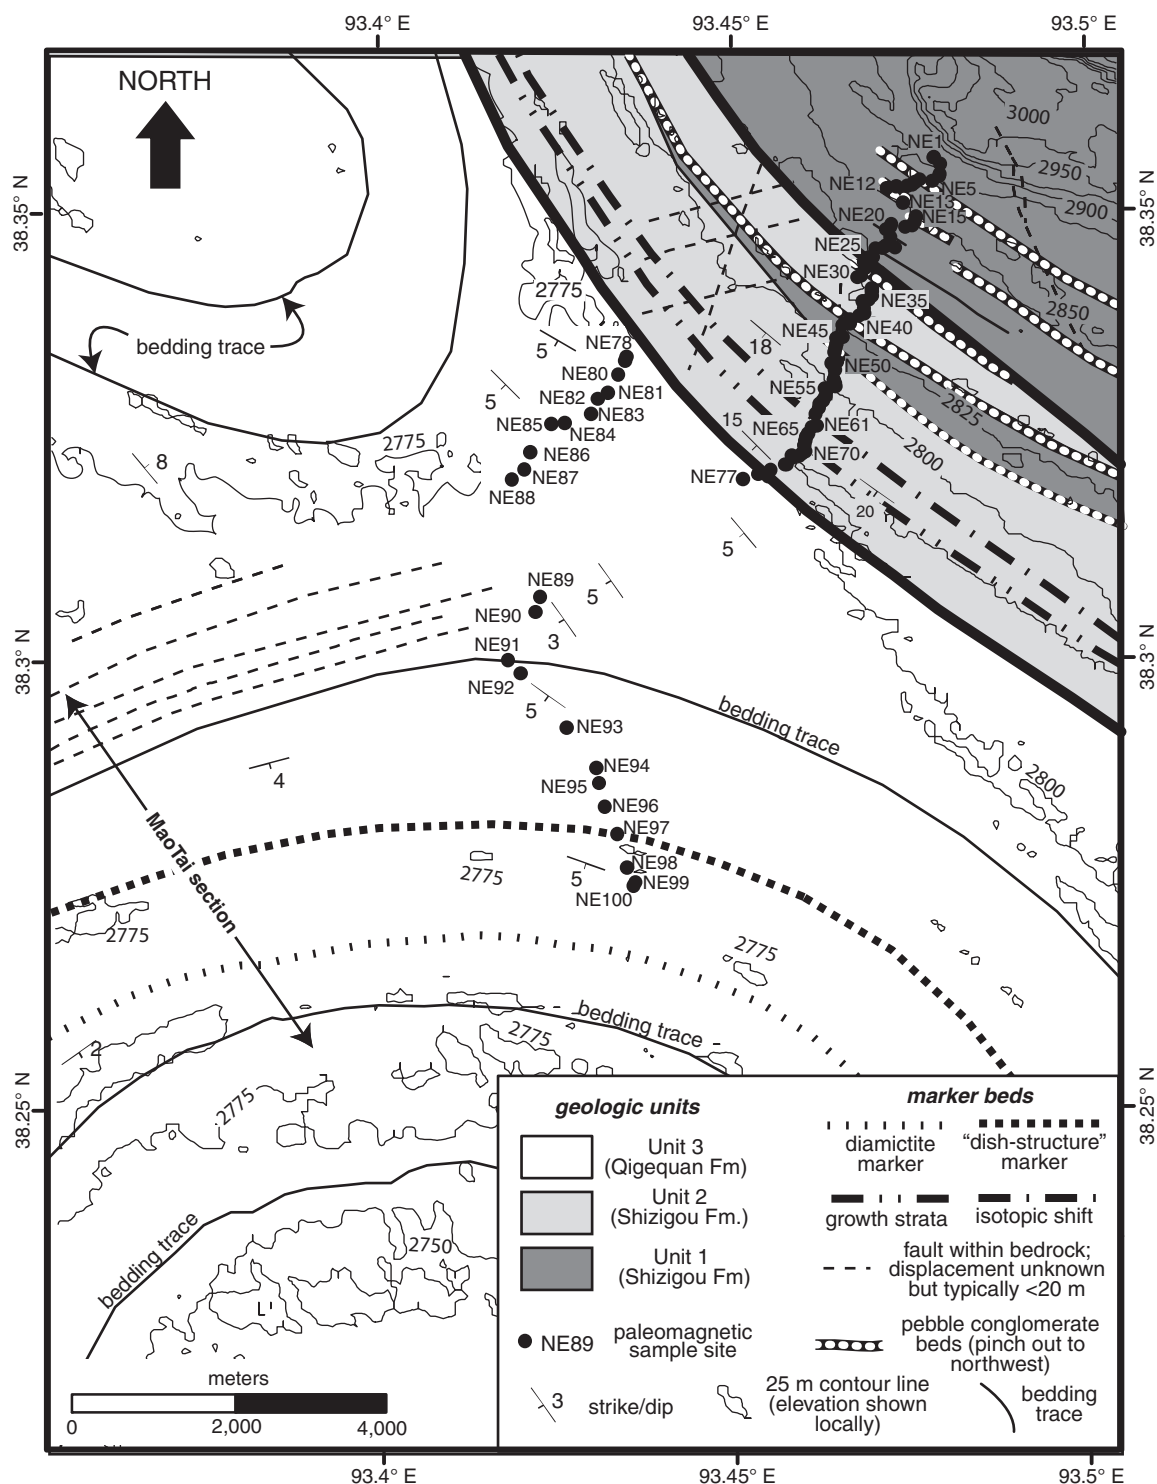 93.4° E
93.45° E
93.5° E
NORTH
38.35° N
38.35° N
3000
2950
2900
2850
2825
2800
NE1
NE12
NE5
NE13
NE20
NE15
NE25
NE30
NE35
NE45
NE40
NE50
NE55
NE65
NE61
NE70
NE77
18
15
20
2775
bedding trace
5
NE78
NE80
NE81
NE82
NE83
5
NE85
NE84
NE86
NE87
NE88
2775
8
5
NE89
NE90
5
3
NE91
NE92
5
NE93
38.3° N
38.3° N
bedding trace
4
NE94
NE95
NE96
NE97
NE98
NE99
NE100
5
2800
MaoTai section
2775
2775
2775
bedding trace
2775
2
2775
38.25° N
38.25° N
bedding trace
2750
L'
meters
0
2,000
4,000
geologic units
Unit 3
(Qigequan Fm)
Unit 2
(Shizigou Fm.)
Unit 1
(Shizigou Fm)
NE89
paleomagnetic
sample site
3
strike/dip
marker beds
diamictite
marker
“dish-structure”
marker
growth strata
isotopic shift
fault within bedrock;
displacement unknown
but typically <20 m
pebble conglomerate
beds (pinch out to
northwest)
25 m contour line
(elevation shown
locally)
bedding
trace
93.4° E
93.45° E
93.5° E